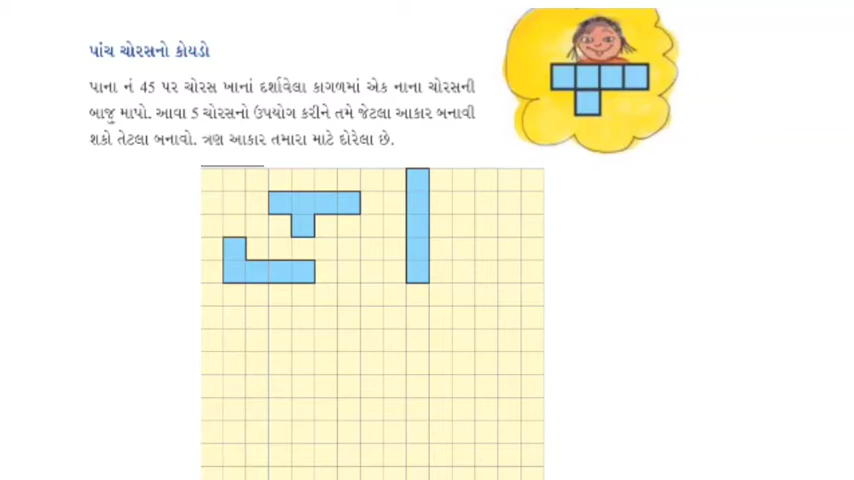 પાંચ ચોરસનો કોયડો
પાના નં 45 પર ચોરસ ખાનાં દર્શાવેલા કાગળમાં એક નાના ચોરસની
બાજુ માપો. આવા 5 ચોરસનો ઉપયોગ કરીને તમે જેટલા આકાર બનાવી
શકો તેટલા બનાવો. ત્રણ આકાર તમારા માટે દોરેલા છે.